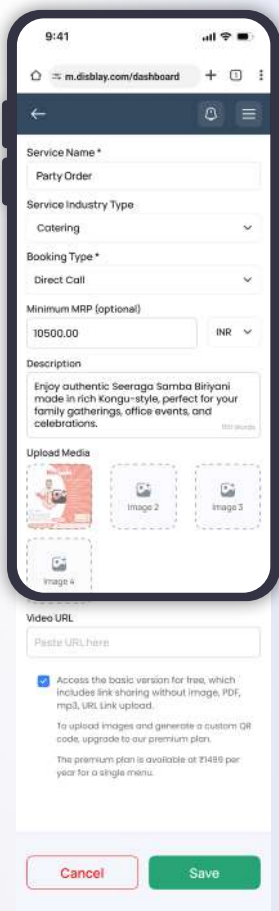 9:41
m.disblay.com/dashboard
1
Service Name *
Party Order
Service Industry Type
Catering
Booking Type *
Direct Call
Minimum MRP (optional)
10500.00
INR
Description
Enjoy authentic Seeraga Samba Biriyani
made in rich Kongu-style, perfect for your
family gatherings, office events, and
celebrations.
words
Upload Media
Image 2
Image 3
Image 4
Video URL
Paste URL here
Access the basic version for free, which
includes link sharing without image, PDF,
mp3, URL Link upload.
To upload images and generate a custom QR
code, upgrade to our premium plan.
The premium plan is available at ₹1499 per
year for a single menu.
Cancel
Save